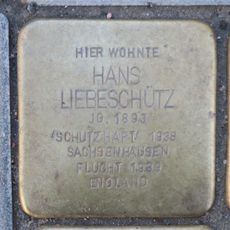 HIER WOHNTE
HANS
LIEBESCHÜTZ
JG. 1893
'SCHUTZHAFT' 1938
SACHSENHAUSEN
FLUCHT 1939
ENGLAND